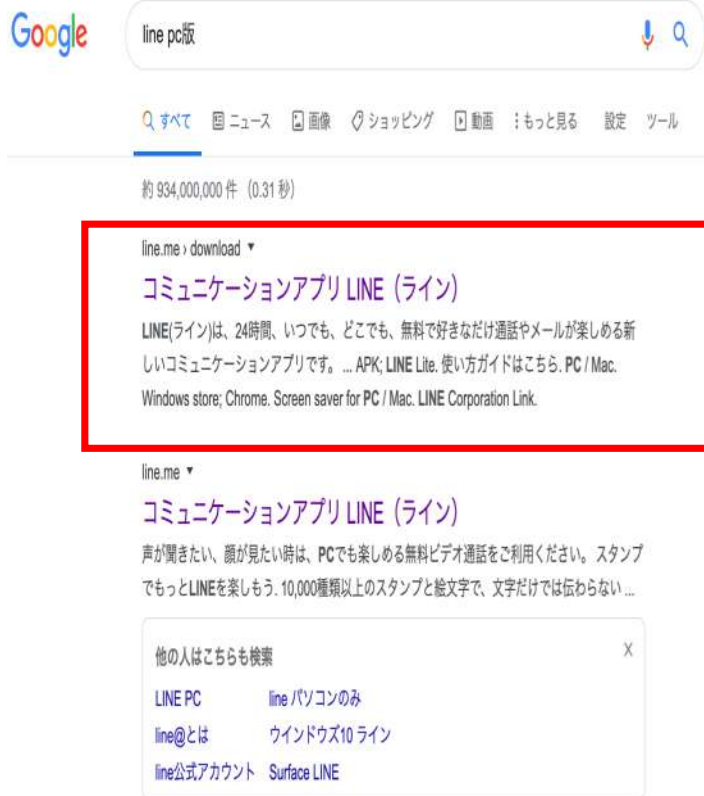 Google
line pc版
すべて ニュース 画像 ショッピング 動画 もっと見る 設定 ツール
約 934,000,000 件 (0.31 秒)
line.me › download ▼
コミュニケーションアプリ LINE（ライン）
LINE(ライン)は、24時間、いつでも、どこでも、無料で好きなだけ通話やメールが楽しめる新
しいコミュニケーションアプリです。 ... APK; LINE Lite. 使い方ガイドはこちら. PC / Mac.
Windows store; Chrome. Screen saver for PC / Mac. LINE Corporation Link.
line.me ▼
コミュニケーションアプリ LINE（ライン）
声が聞きたい、顔が見たい時は、PCでも楽しめる無料ビデオ通話をご利用ください。 スタンプ
でもっとLINEを楽しもう. 10,000種類以上のスタンプと絵文字で、文字だけでは伝わらない ...
他の人はこちらも検索 X
LINE PC line パソコンのみ
line@とは ウインドウズ10 ライン
line公式アカウント Surface LINE